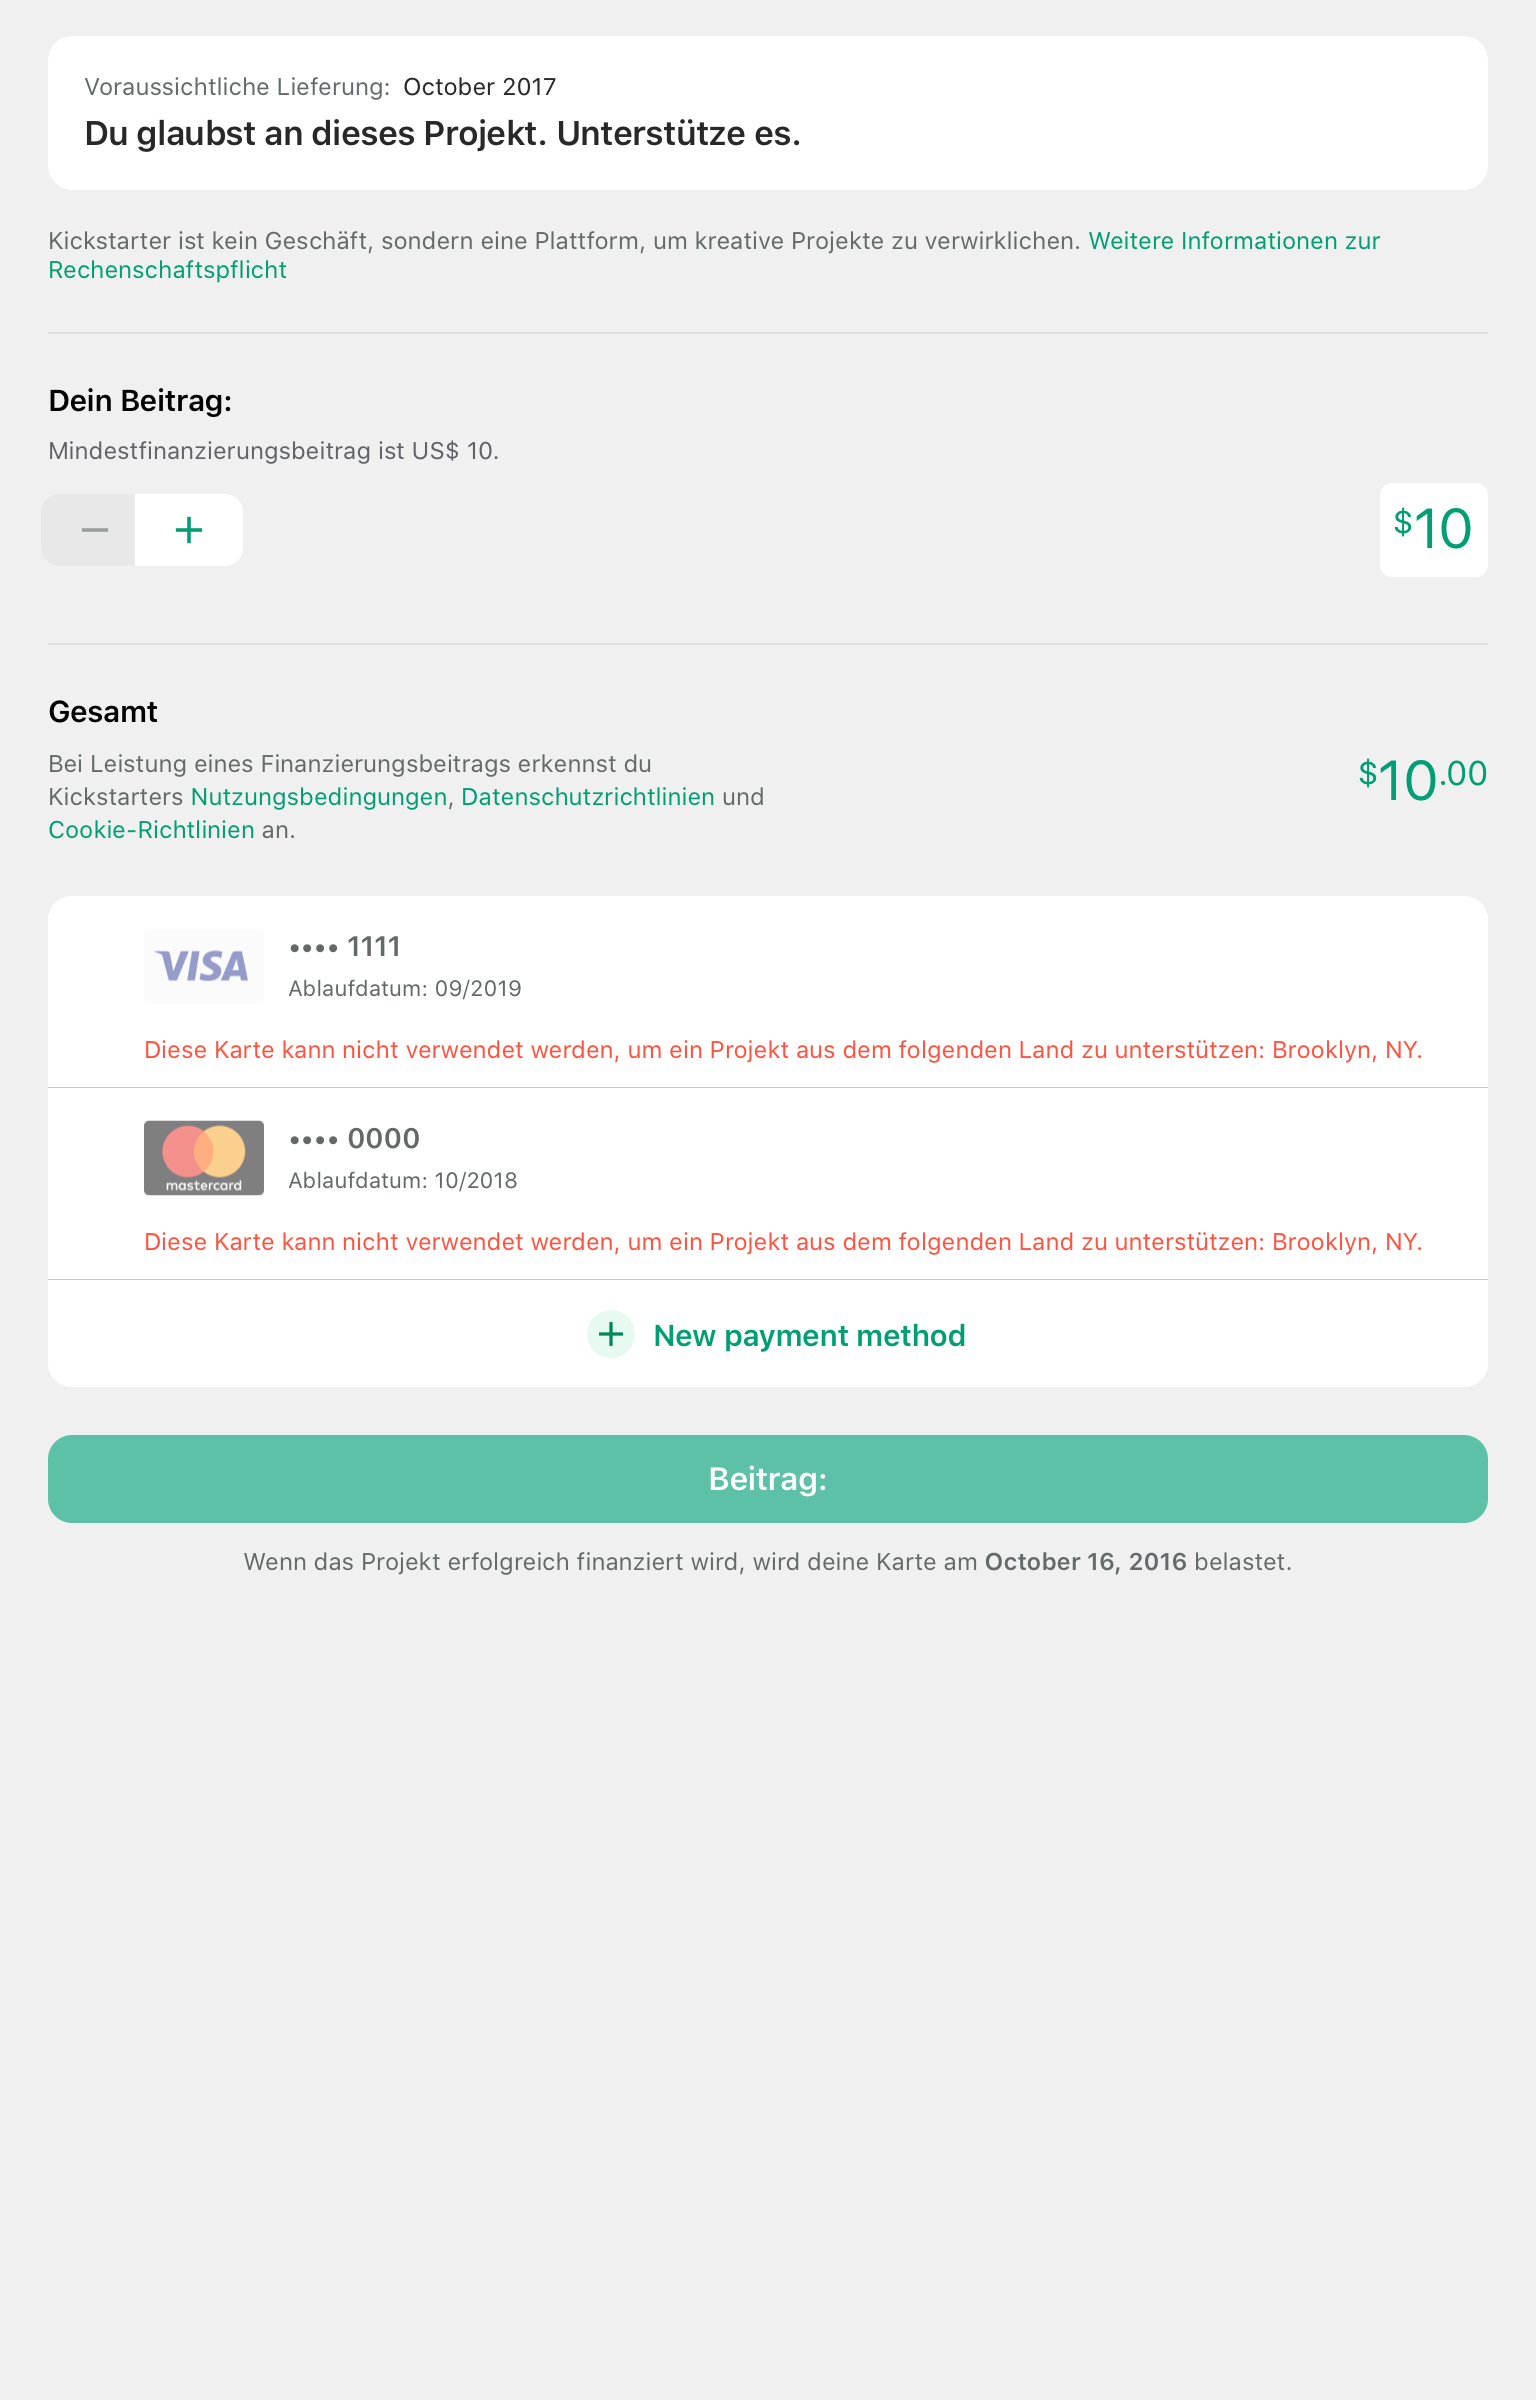 Voraussichtliche Lieferung: October 2017
Du glaubst an dieses Projekt. Unterstütze es.
Kickstarter ist kein Geschäft, sondern eine Plattform, um kreative Projekte zu verwirklichen. Weitere Informationen zur
Rechenschaftspflicht
Dein Beitrag:
Mindestfinanzierungsbeitrag ist US$ 10.
− +
$10
Gesamt
Bei Leistung eines Finanzierungsbeitrags erkennst du
Kickstarters Nutzungsbedingungen, Datenschutzrichtlinien und
Cookie-Richtlinien an.
$10.00
VISA
•••• 1111
Ablaufdatum: 09/2019
Diese Karte kann nicht verwendet werden, um ein Projekt aus dem folgenden Land zu unterstützen: Brooklyn, NY.
mastercard
•••• 0000
Ablaufdatum: 10/2018
Diese Karte kann nicht verwendet werden, um ein Projekt aus dem folgenden Land zu unterstützen: Brooklyn, NY.
+ New payment method
Beitrag:
Wenn das Projekt erfolgreich finanziert wird, wird deine Karte am October 16, 2016 belastet.